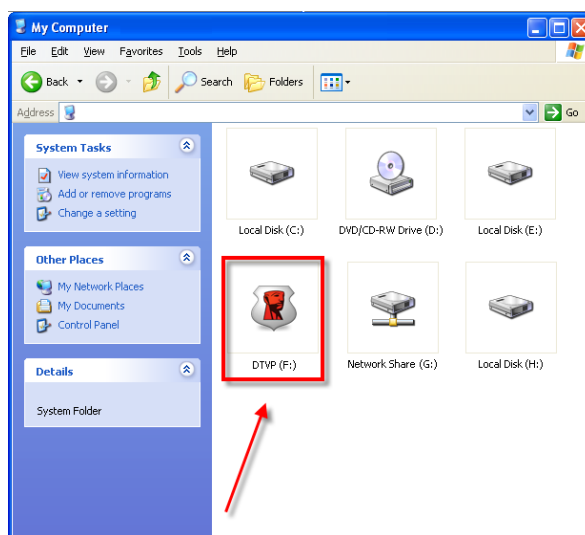 My Computer
File Edit View Favorites Tools Help
Back Search Folders
Address Go
System Tasks
View system information
Add or remove programs
Change a setting
Other Places
My Network Places
My Documents
Control Panel
Details
System Folder
Local Disk (C:) DVD/CD-RW Drive (D:) Local Disk (E:)
DTVP (F:) Network Share (G:) Local Disk (H:)